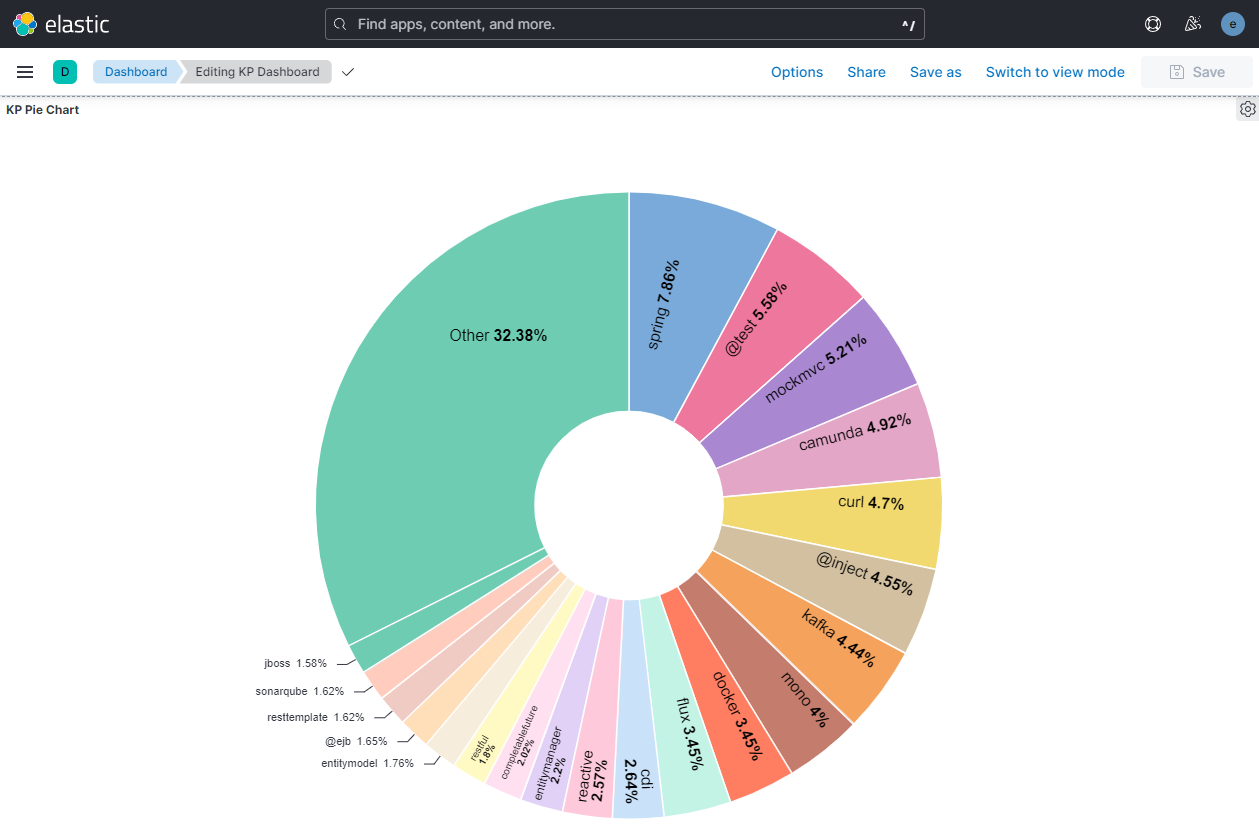 elastic
Find apps, content, and more.
^/
e
D
Dashboard
Editing KP Dashboard
Options
Share
Save as
Switch to view mode
Save
KP Pie Chart
spring 7.86%
@test 5.58%
mockmvc 5.21%
camunda 4.92%
curl 4.7%
@inject 4.55%
kafka 4.44%
mono 4%
docker 3.45%
flux 3.45%
cdi
2.64%
reactive
2.57%
entitymanager
2.2%
completablefuture
2.02%
restful
1.8%
entitymodel 1.76%
@ejb 1.65%
resttemplate 1.62%
sonarqube 1.62%
jboss 1.58%
Other 32.38%